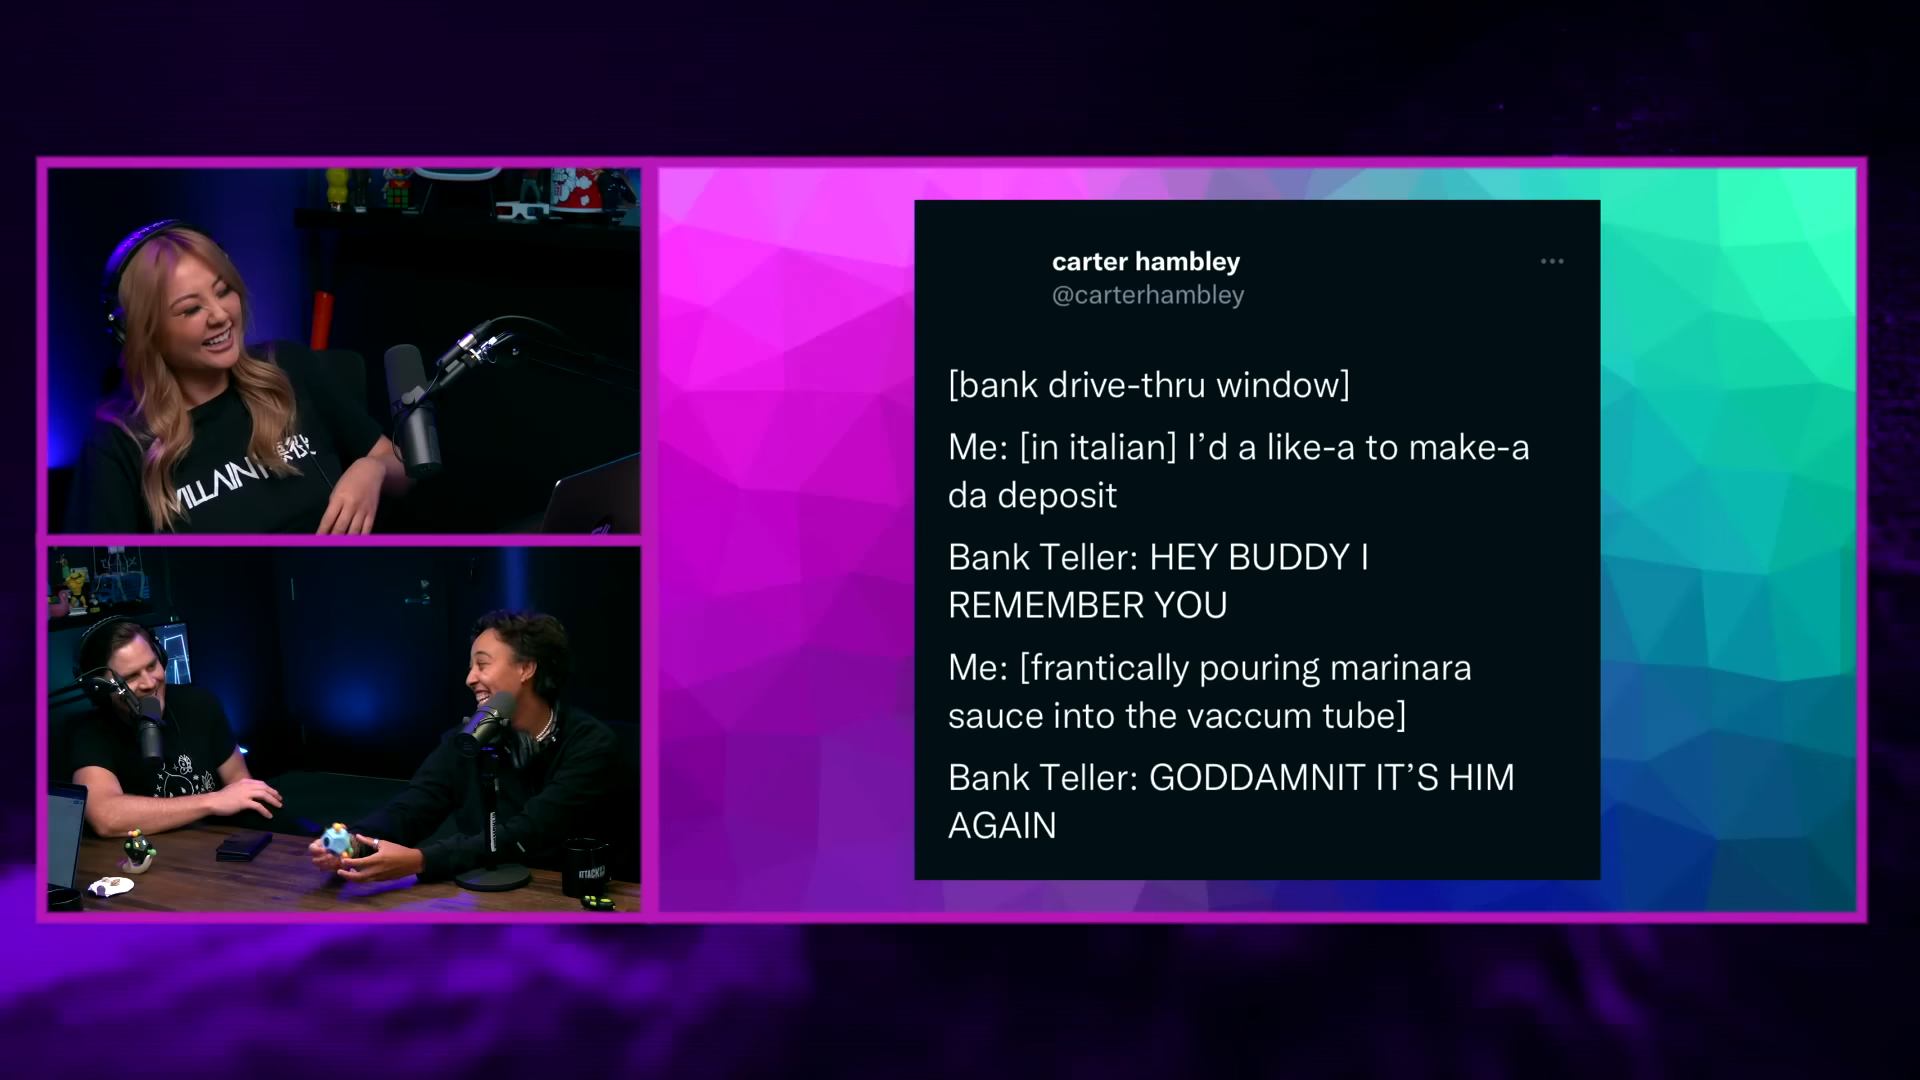 VILLAIN
carter hambley
@carterhambley
[bank drive-thru window]
Me: [in italian] I’d a like-a to make-a
da deposit
Bank Teller: HEY BUDDY I
REMEMBER YOU
Me: [frantically pouring marinara
sauce into the vaccum tube]
Bank Teller: GODDAMNIT IT’S HIM
AGAIN